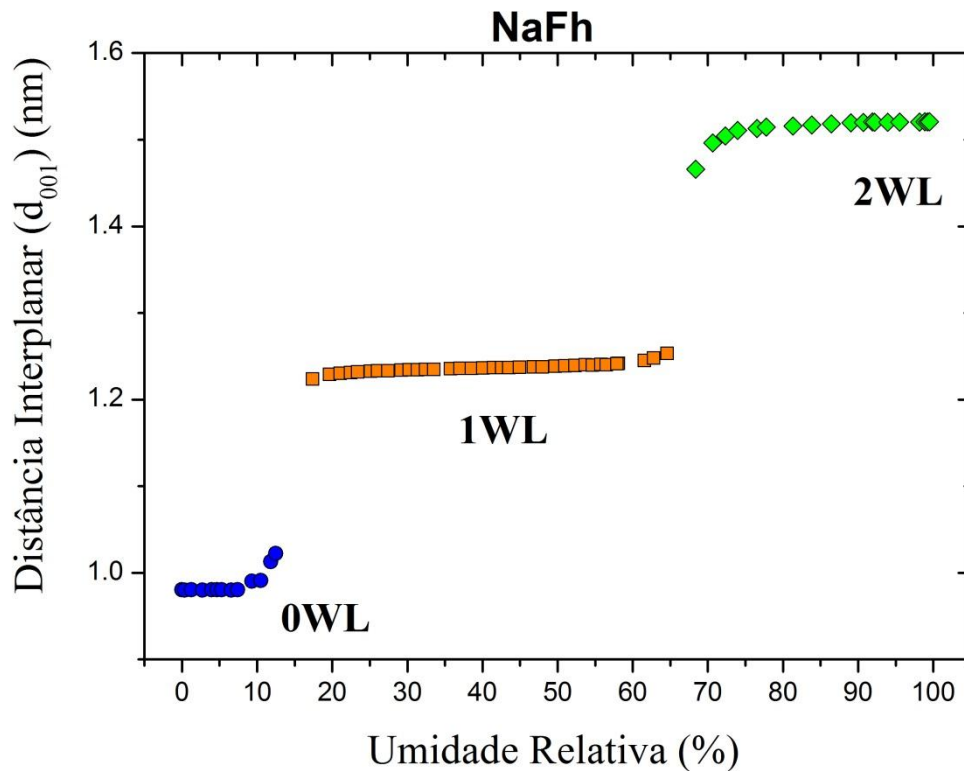 NaFh
Distância Interplanar (d001) (nm)
1.6
1.4
1.2
1.0
2WL
1WL
0WL
0 10 20 30 40 50 60 70 80 90 100
Umidade Relativa (%)